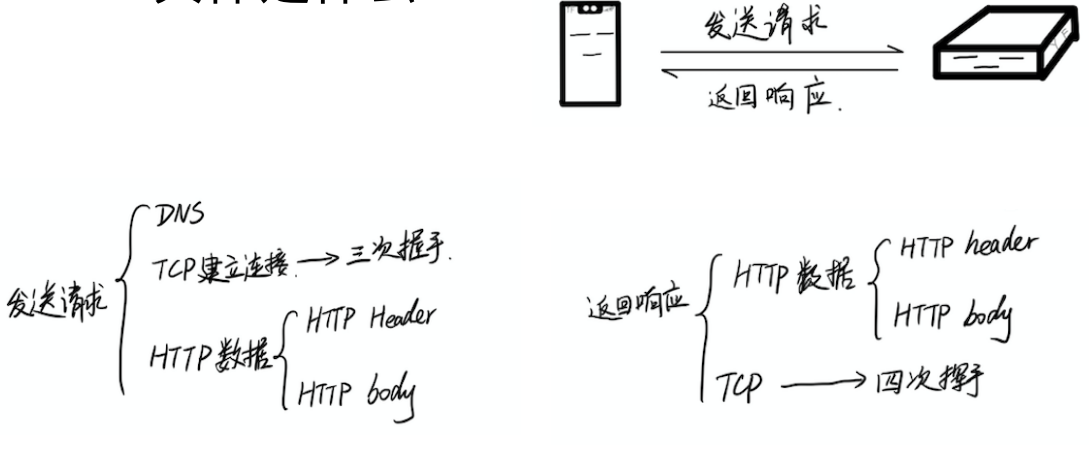 发送请求
返回响应.
DNS
TCP建立连接. → 三次握手.
发送请求
HTTP Header
HTTP数据
HTTP body
HTTP header
HTTP数据
返回响应
HTTP body
TCP → 四次挥手